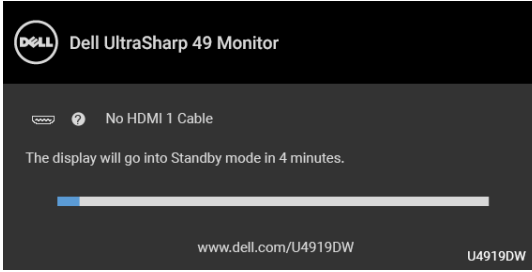 DELL
Dell UltraSharp 49 Monitor
? No HDMI 1 Cable
The display will go into Standby mode in 4 minutes.
www.dell.com/U4919DW
U4919DW